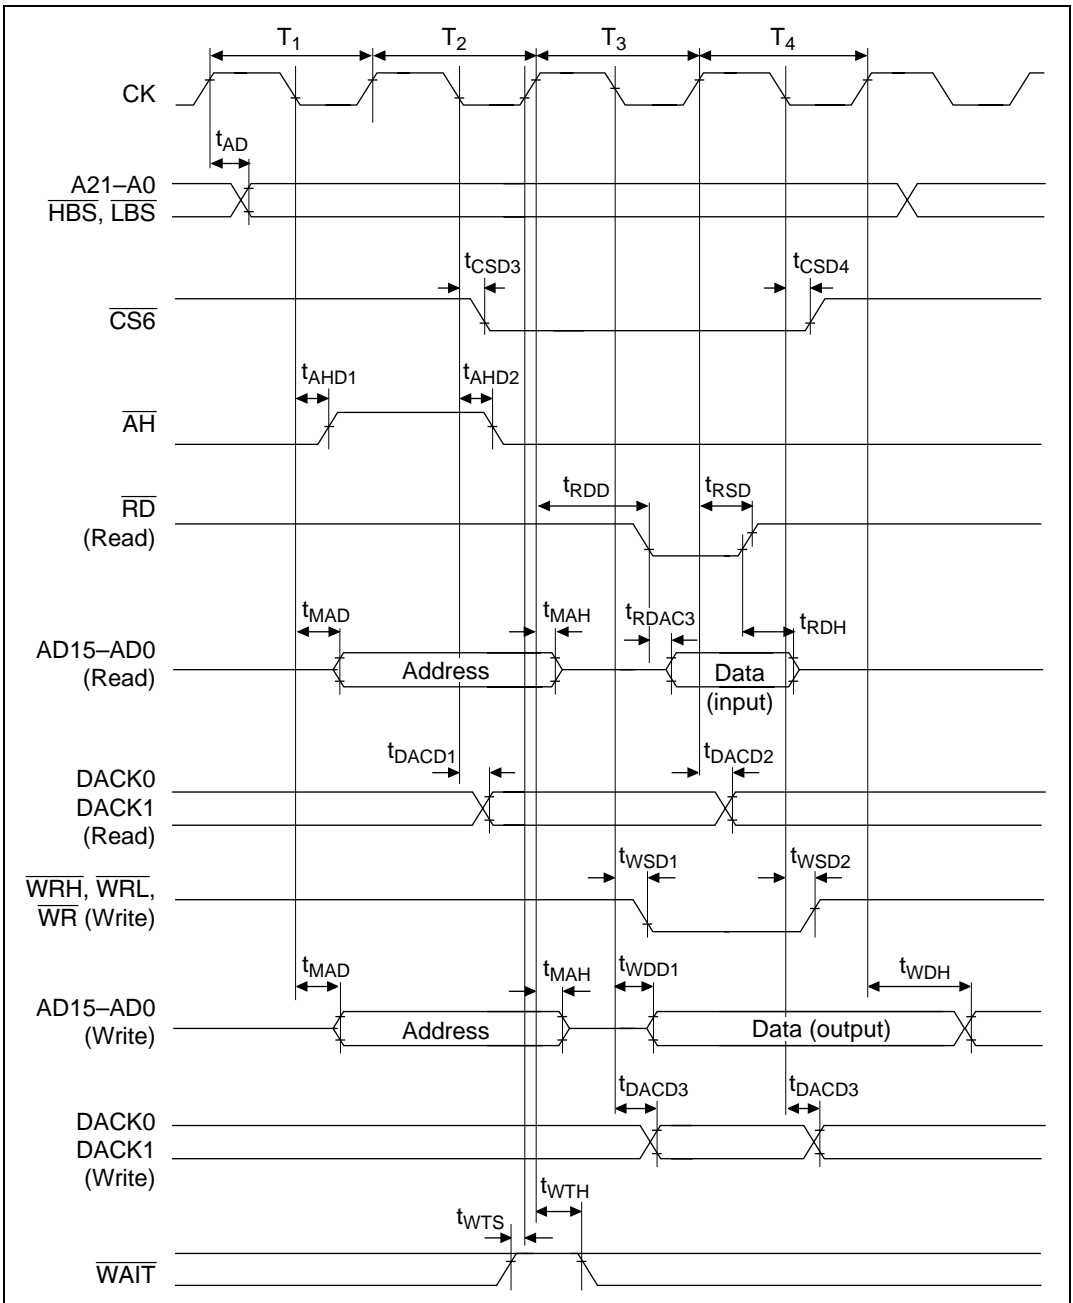 T1 T2 T3 T4
CK
tAD
A21–A0
HBS, LBS
tCSD3 tCSD4
CS6
tAHD1 tAHD2
AH
tRDD tRSD
RD
(Read)
tMAD tMAH tRDAC3 tRDH
AD15–AD0
(Read)
Address Data
(input)
tDACD1 tDACD2
DACK0
DACK1
(Read)
tWSD1 tWSD2
WRH, WRL,
WR (Write)
tMAD tMAH tWDD1 tWDH
AD15–AD0
(Write)
Address Data (output)
tDACD3 tDACD3
DACK0
DACK1
(Write)
tWTH
tWTS
WAIT